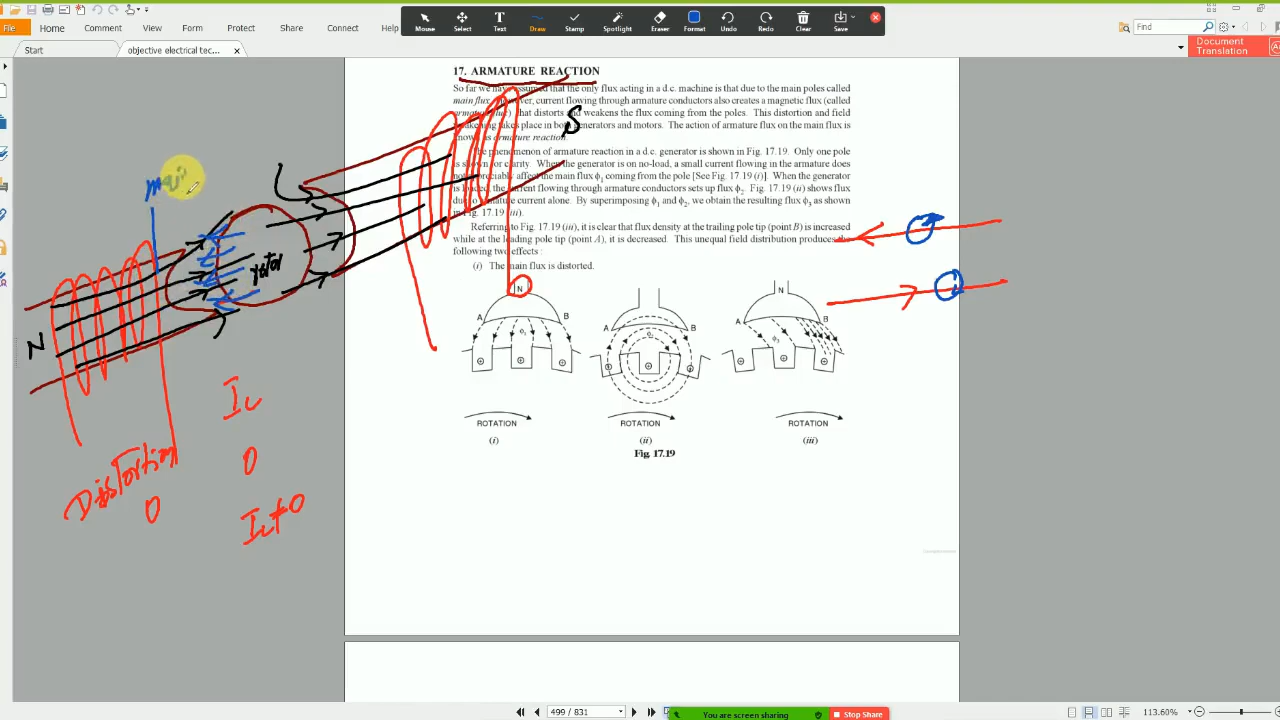 Mouse Select Text Draw Stamp Spotlight Eraser Format Undo Redo Clear Save
File Home Comment View Form Protect Share Connect Help
Find
Document
Translation
Start objective electrical tec...
17. ARMATURE REACTION
So far we have assumed that the only flux acting in a d.c. machine is that due to the main poles called
main flux. However, current flowing through armature conductors also creates a magnetic flux (called
armature flux) that distorts and weakens the flux coming from the poles. This distortion and field
weakening takes place in both generators and motors. The action of armature flux on the main flux is
known as armature reaction.
The phenomenon of armature reaction in a d.c. generator is shown in Fig. 17.19. Only one pole
is shown for clarity. When the generator is on no-load, a small current flowing in the armature does
not appreciably affect the main flux ϕ1 coming from the pole [See Fig. 17.19 (i)]. When the generator
is loaded, the current flowing through armature conductors sets up flux ϕ2. Fig. 17.19 (ii) shows flux
due to armature current alone. By superimposing ϕ1 and ϕ2, we obtain the resulting flux ϕ3 as shown
in Fig. 17.19 (iii).
Referring to Fig. 17.19 (iii), it is clear that flux density at the trailing pole tip (point B) is increased
while at the leading pole tip (point A), it is decreased. This unequal field distribution produces the
following two effects :
(i) The main flux is distorted.
N N
A B A B A B
ϕ1 ϕ2 ϕ3
ROTATION ROTATION ROTATION
(i) (ii) (iii)
Fig. 17.19
S
rotor
N
Distortion
0
0
499 / 831
113.60%
You are screen sharing Stop Share